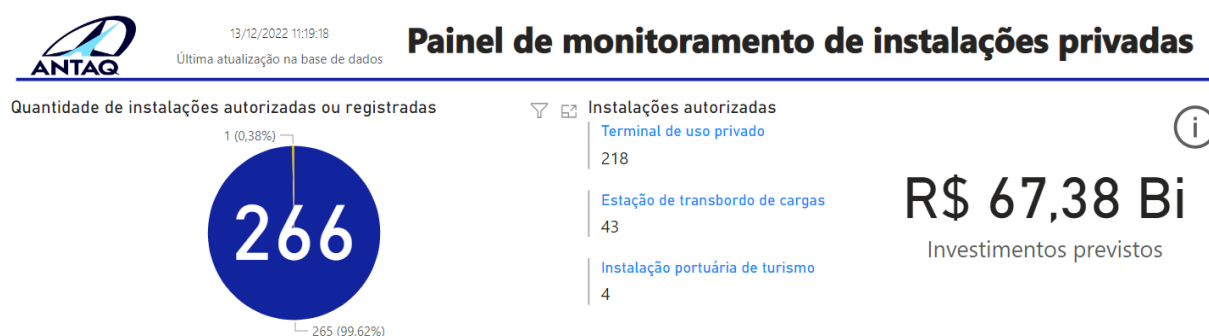 ANTAQ
13/12/2022 11:19:18
Última atualização na base de dados
Painel de monitoramento de instalações privadas
Quantidade de instalações autorizadas ou registradas
1 (0,38%)
266
265 (99,62%)
Instalações autorizadas
Terminal de uso privado
218
Estação de transbordo de cargas
43
Instalação portuária de turismo
4
i
R$ 67,38 Bi
Investimentos previstos